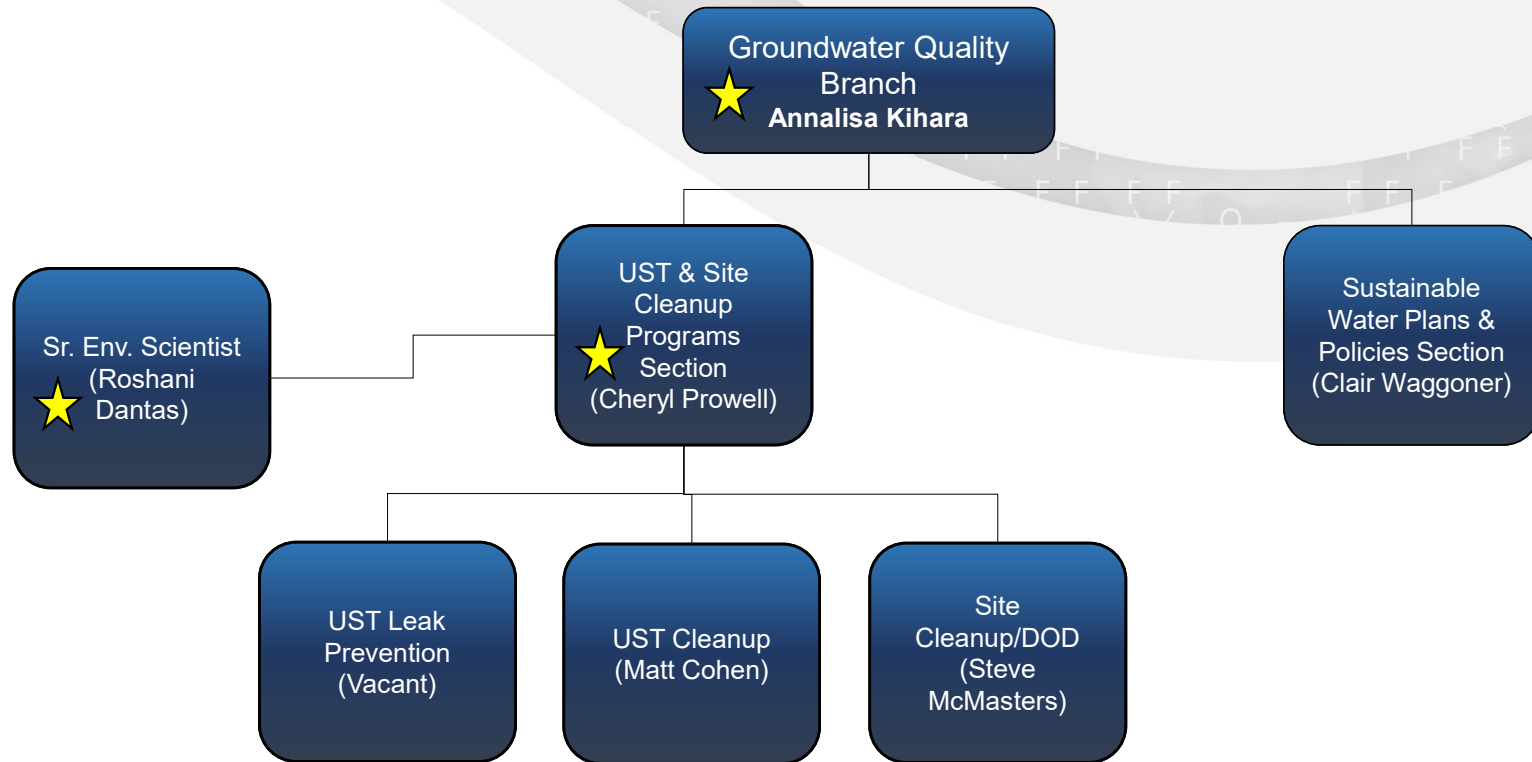 Groundwater Quality
Branch
Annalisa Kihara
UST & Site
Cleanup
Programs
Section
(Cheryl Prowell)
Sustainable
Water Plans &
Policies Section
(Clair Waggoner)
Sr. Env. Scientist
(Roshani
Dantas)
UST Leak
Prevention
(Vacant)
UST Cleanup
(Matt Cohen)
Site
Cleanup/DOD
(Steve
McMasters)